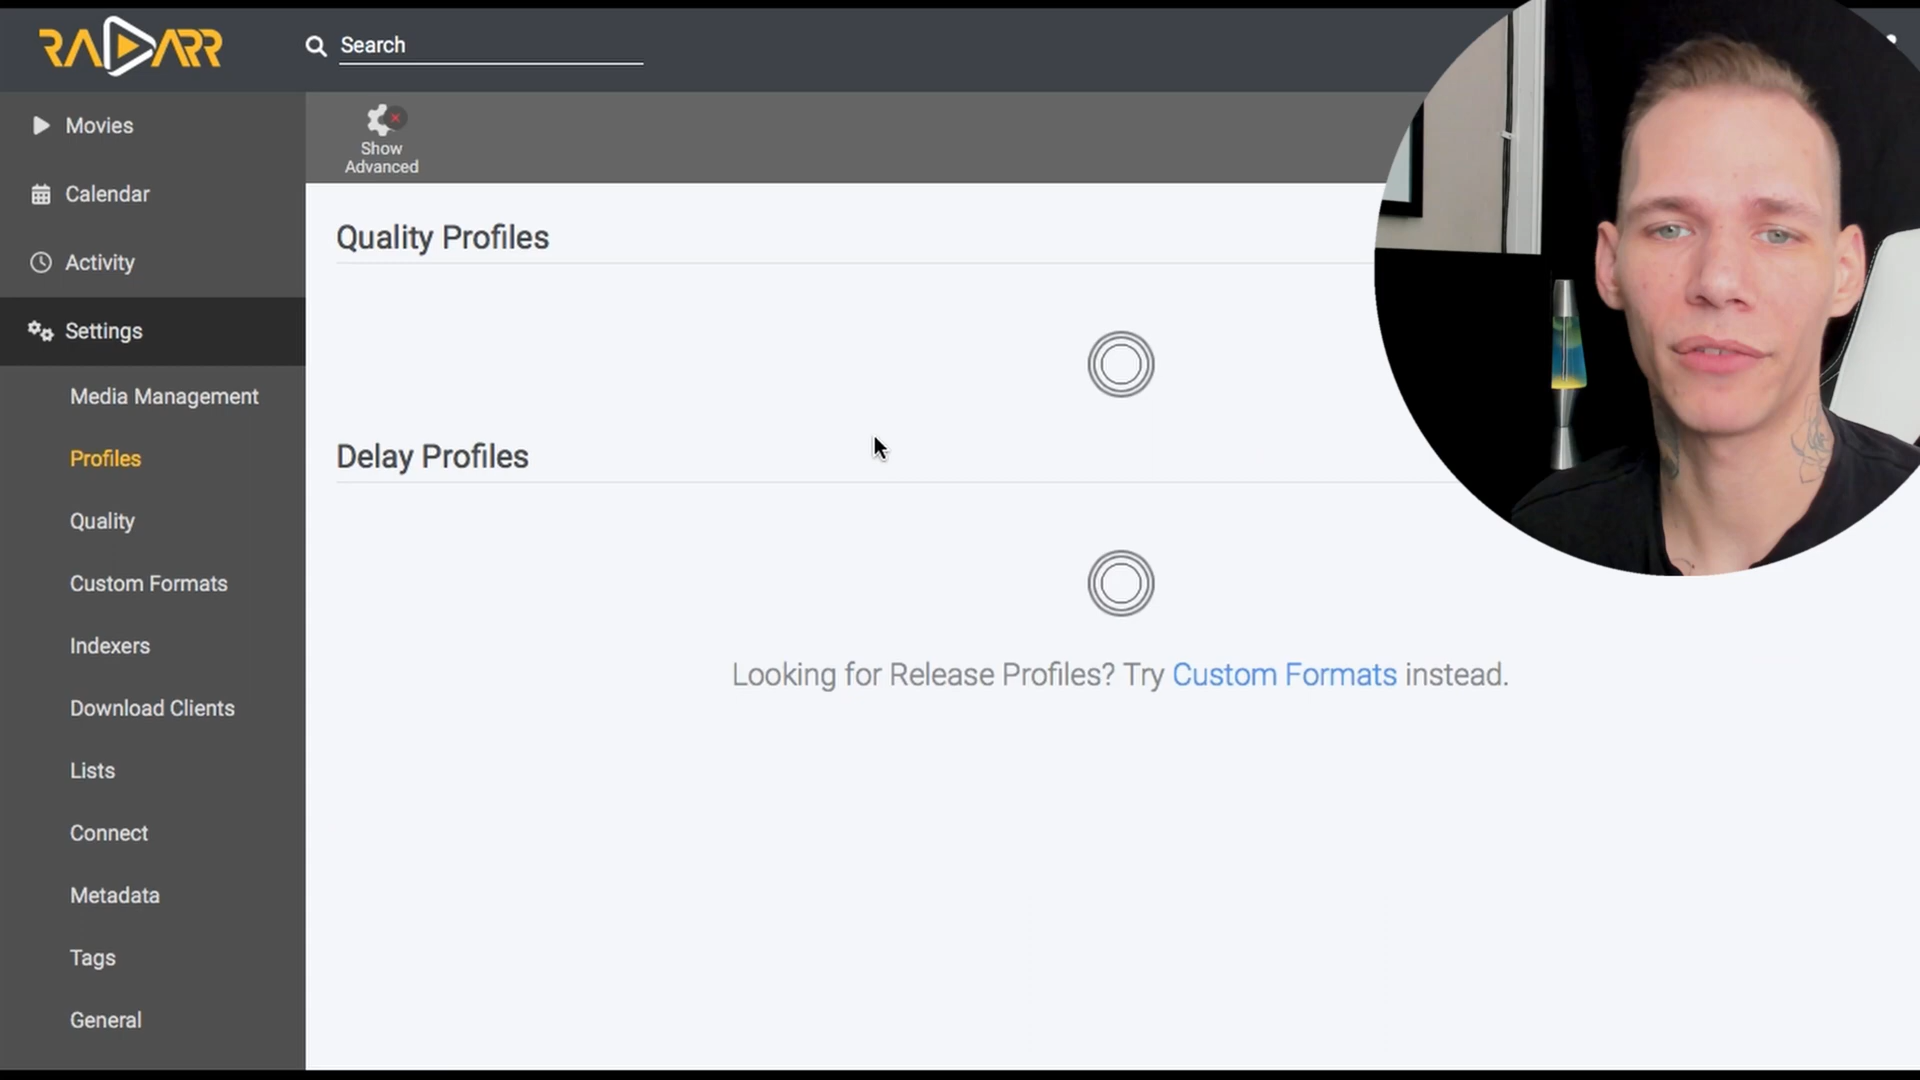 RADARR
Search
Movies
Calendar
Activity
Settings
Media Management
Profiles
Quality
Custom Formats
Indexers
Download Clients
Lists
Connect
Metadata
Tags
General
Show
Advanced
Quality Profiles
Delay Profiles
Looking for Release Profiles? Try Custom Formats instead.